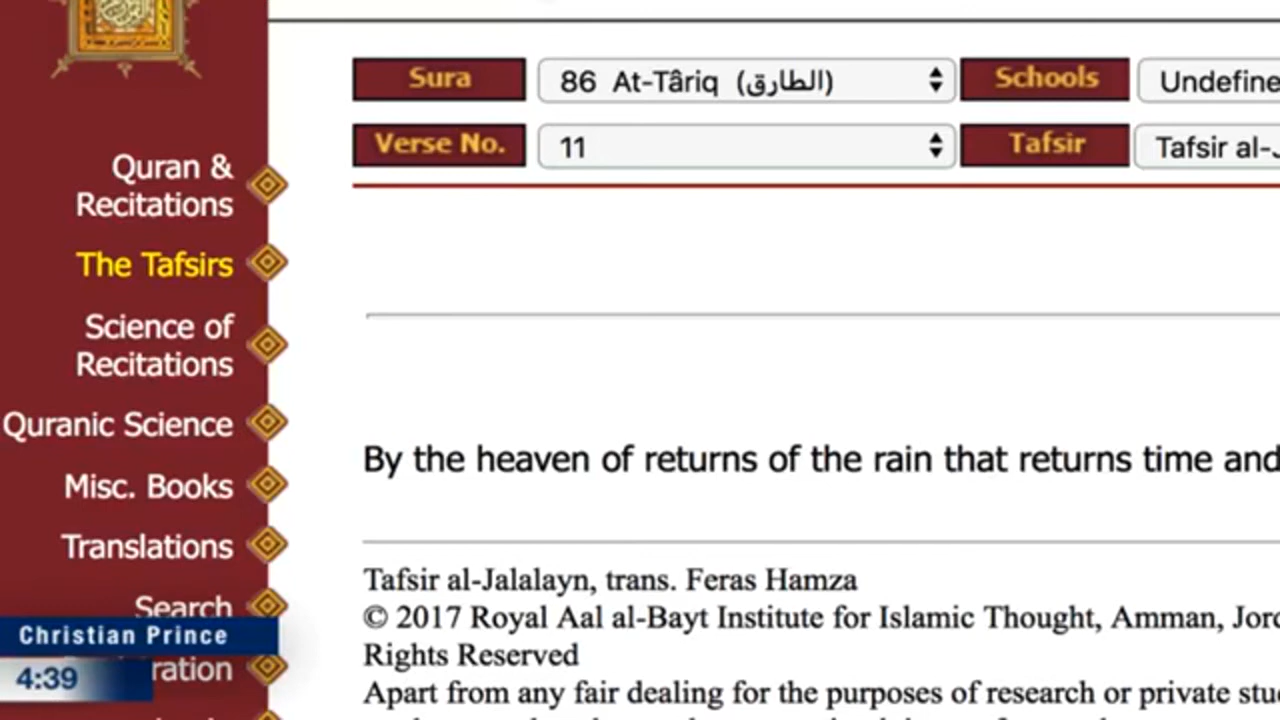 Sura
86 At-Târiq (الطارق)
Schools
Undefine
Verse No.
11
Tafsir
Tafsir al-J
Quran &
Recitations
The Tafsirs
Science of
Recitations
Quranic Science
Misc. Books
Translations
Search
Christian Prince
4:39
ration
By the heaven of returns of the rain that returns time and
Tafsir al-Jalalayn, trans. Feras Hamza
© 2017 Royal Aal al-Bayt Institute for Islamic Thought, Amman, Jord
Rights Reserved
Apart from any fair dealing for the purposes of research or private stu